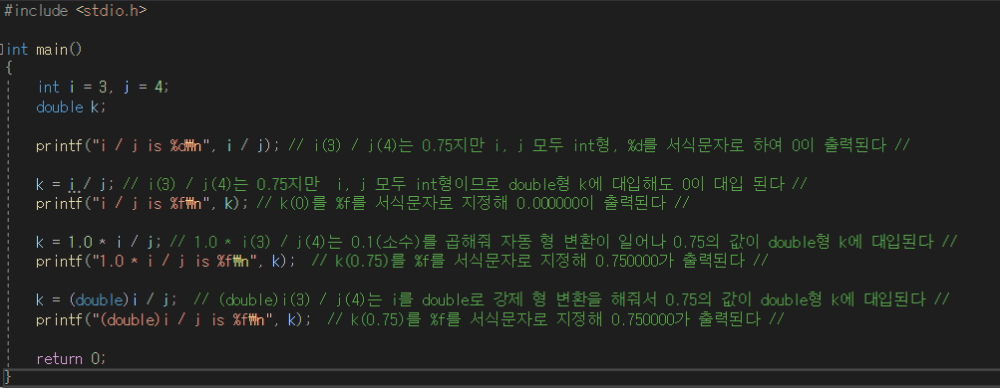 #include <stdio.h>
int main()
{
int i = 3, j = 4;
double k;
printf("i / j is %d₩n", i / j); // i(3) / j(4)는 0.75지만 i, j 모두 int형, %d를 서식문자로 하여 0이 출력된다 //
k = i / j; // i(3) / j(4)는 0.75지만  i, j 모두 int형이므로 double형 k에 대입해도 0이 대입 된다 //
printf("i / j is %f₩n", k); // k(0)를 %f를 서식문자로 지정해 0.000000이 출력된다 //
k = 1.0 * i / j; // 1.0 * i(3) / j(4)는 0.1(소수)를 곱해줘 자동 형 변환이 일어나 0.75의 값이 double형 k에 대입된다 //
printf("1.0 * i / j is %f₩n", k);  // k(0.75)를 %f를 서식문자로 지정해 0.750000가 출력된다 //
k = (double)i / j;  // (double)i(3) / j(4)는 i를 double로 강제 형 변환을 해줘서 0.75의 값이 double형 k에 대입된다 //
printf("(double)i / j is %f₩n", k);  // k(0.75)를 %f를 서식문자로 지정해 0.750000가 출력된다 //
return 0;
}